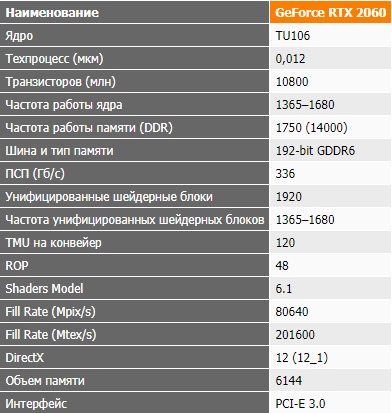 Наименование GeForce RTX 2060
Ядро TU106
Техпроцесс (мкм) 0,012
Транзисторов (млн) 10800
Частота работы ядра 1365–1680
Частота работы памяти (DDR) 1750 (14000)
Шина и тип памяти 192-bit GDDR6
ПСП (Гб/с) 336
Унифицированные шейдерные блоки 1920
Частота унифицированных шейдерных блоков 1365–1680
TMU на конвейер 120
ROP 48
Shaders Model 6.1
Fill Rate (Mpix/s) 80640
Fill Rate (Mtex/s) 201600
DirectX 12 (12_1)
Объем памяти 6144
Интерфейс PCI-E 3.0